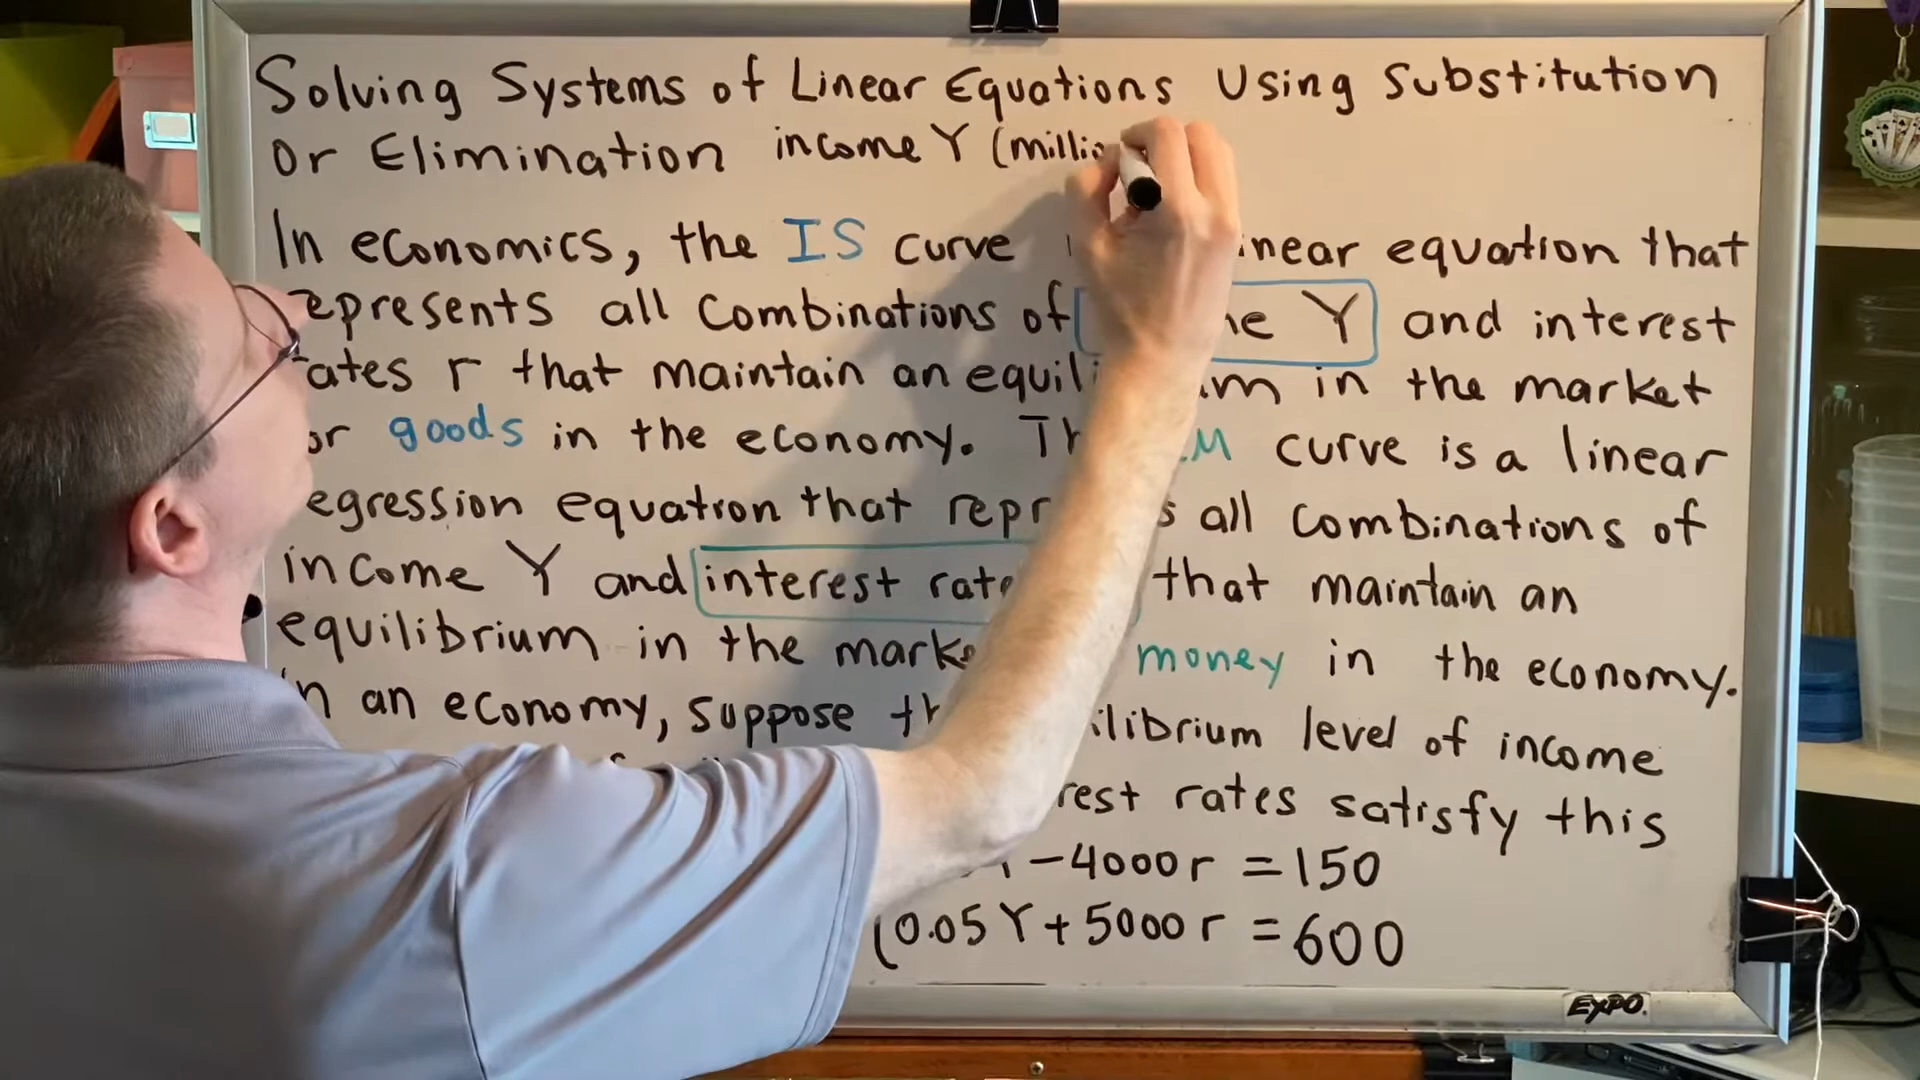 Solving Systems of Linear Equations Using Substitution
Or Elimination income Y (millio
In economics, the IS curve near equation that
epresents all combinations of Y and interest
ates r that maintain an equili m in the market
or goods in the economy. Th M curve is a linear
egression equation that repr s all combinations of
income Y and interest rate that maintain an
equilibrium in the marke money in the economy.
n an economy, suppose th ilibrium level of income
rest rates satisfy this
-4000r = 150
0.05Y + 5000r = 600
EXPO.